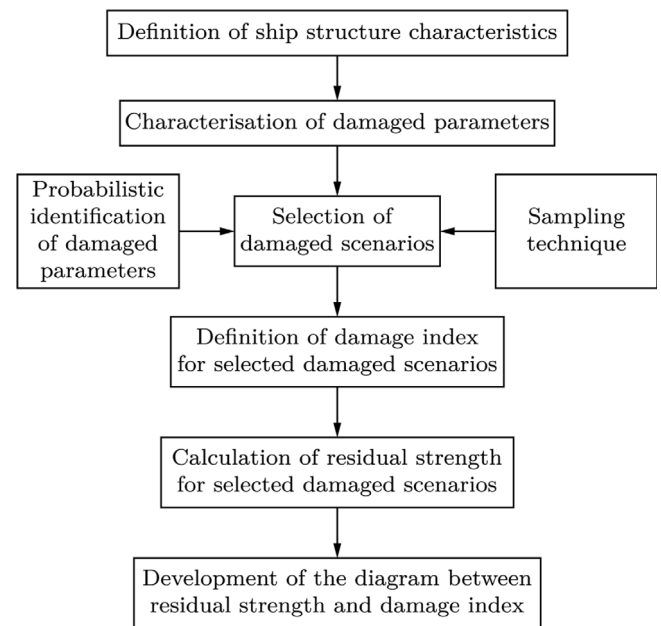 Definition of ship structure characteristics
Characterisation of damaged parameters
Probabilistic
identification
of damaged
parameters
Selection of
damaged scenarios
Sampling
technique
Definition of damage index
for selected damaged scenarios
Calculation of residual strength
for selected damaged scenarios
Development of the diagram between
residual strength and damage index